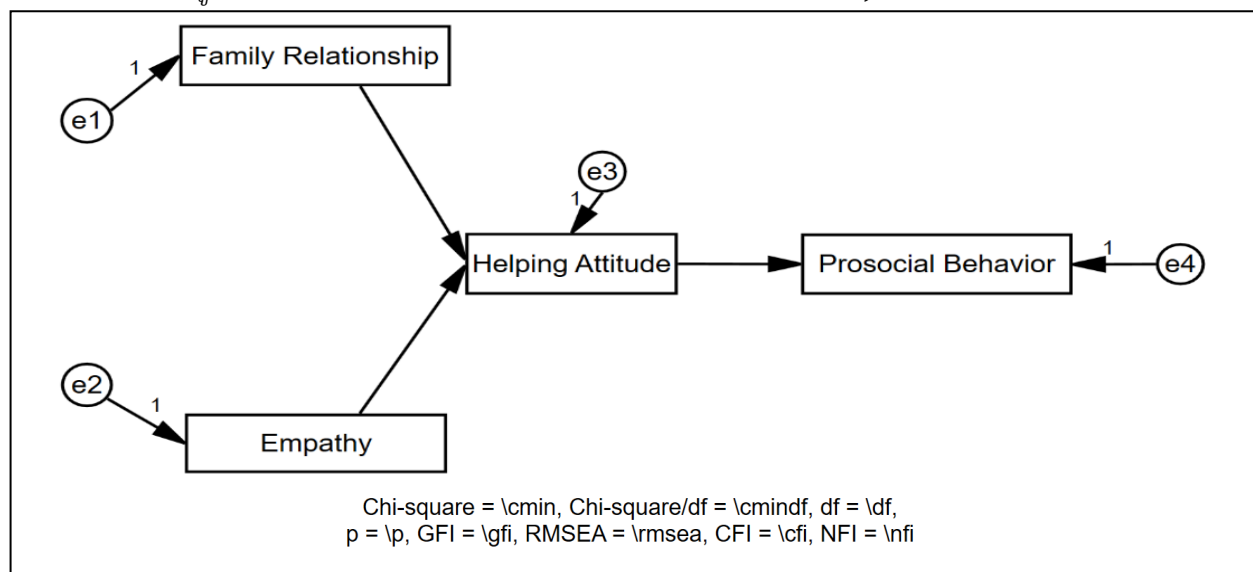 Family Relationship
1
e1
e3
1
Helping Attitude
Prosocial Behavior
1
e4
e2
1
Empathy
Chi-square = \cmin, Chi-square/df = \cmindf, df = \df,
p = \p, GFI = \gfi, RMSEA = \rmsea, CFI = \cfi, NFI = \nfi